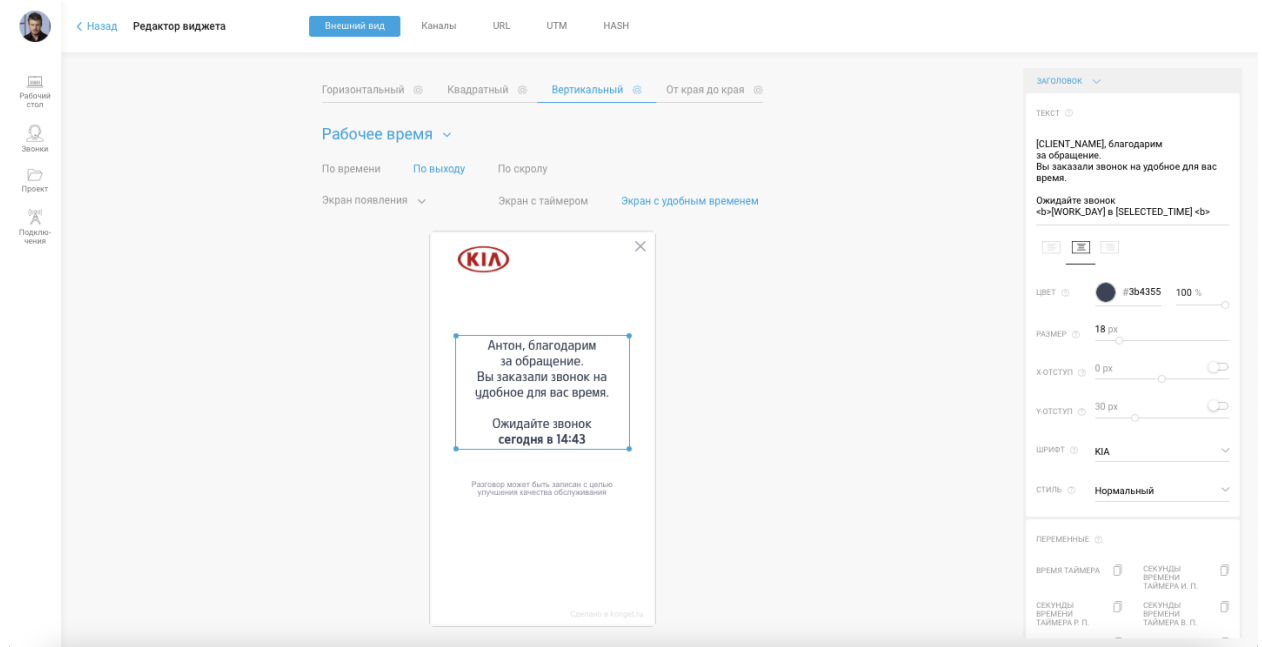 Назад Редактор виджета Внешний вид Каналы URL UTM HASH
Рабочий
стол
Звонки
Проект
Подклю-
чения
Горизонтальный Квадратный Вертикальный От края до края
Рабочее время
По времени По выходу По скролу
Экран появления Экран с таймером Экран с удобным временем
KIA
Антон, благодарим
за обращение.
Вы заказали звонок на
удобное для вас время.
Ожидайте звонок
сегодня в 14:43
Разговор может быть записан с целью
улучшения качества обслуживания
Сделано в konget.ru
ЗАГОЛОВОК
ТЕКСТ
[CLIENT_NAME], благодарим
за обращение.
Вы заказали звонок на удобное для вас
время.
Ожидайте звонок
<b>[WORK_DAY] в [SELECTED_TIME] <b>
ЦВЕТ #3b4355 100 %
РАЗМЕР 18 px
X-ОТСТУП 0 px
Y-ОТСТУП 30 px
ШРИФТ KIA
СТИЛЬ Нормальный
ПЕРЕМЕННЫЕ
ВРЕМЯ ТАЙМЕРА
СЕКУНДЫ
ВРЕМЕНИ
ТАЙМЕРА И. П.
СЕКУНДЫ
ВРЕМЕНИ
ТАЙМЕРА Р. П.
СЕКУНДЫ
ВРЕМЕНИ
ТАЙМЕРА В. П.